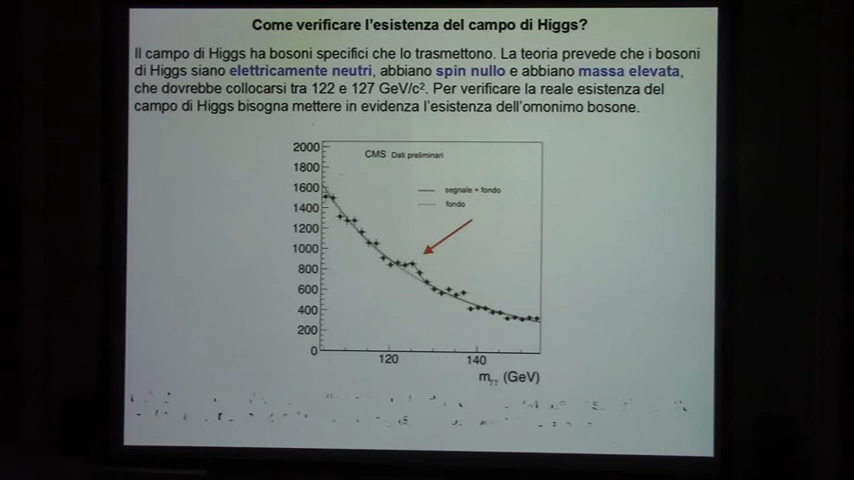 Come verificare l'esistenza del campo di Higgs?
Il campo di Higgs ha bosoni specifici che lo trasmettono. La teoria prevede che i bosoni
di Higgs siano elettricamente neutri, abbiano spin nullo e abbiano massa elevata,
che dovrebbe collocarsi tra 122 e 127 GeV/c². Per verificare la reale esistenza del
campo di Higgs bisogna mettere in evidenza l'esistenza dell'omonimo bosone.
2000
CMS Dati preliminari
1800
1600
segnale + fondo
fondo
1400
1200
1000
800
600
400
200
0
120 140
mγγ (GeV)